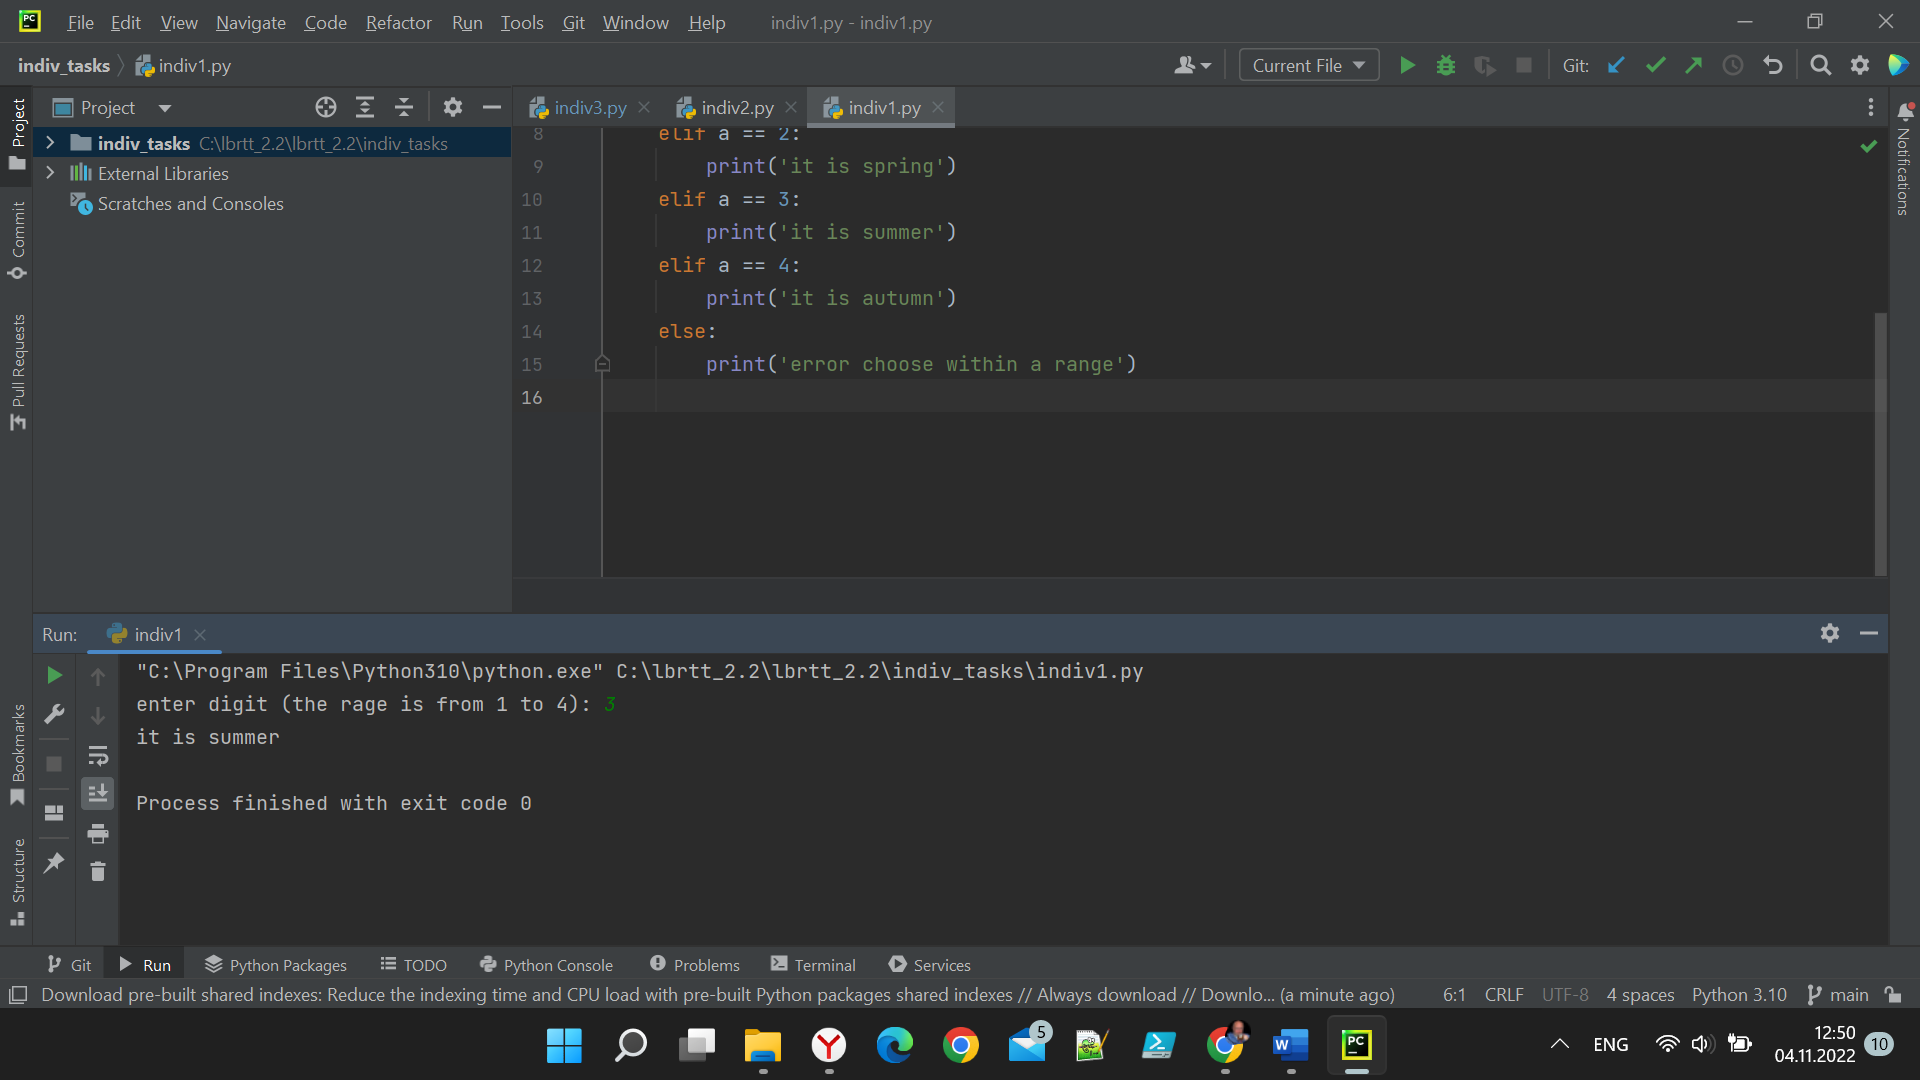 PC File Edit View Navigate Code Refactor Run Tools Git Window Help indiv1.py - indiv1.py
indiv_tasks indiv1.py Current File Git:
Project
Project
indiv3.py indiv2.py indiv1.py
indiv_tasks C:\lbrtt_2.2\lbrtt_2.2\indiv_tasks
External Libraries
Scratches and Consoles
Commit
Pull Requests
Notifications
8 elif a == 2:
9 print('it is spring')
10 elif a == 3:
11 print('it is summer')
12 elif a == 4:
13 print('it is autumn')
14 else:
15 print('error choose within a range')
16
Run: indiv1
"C:\Program Files\Python310\python.exe" C:\lbrtt_2.2\lbrtt_2.2\indiv_tasks\indiv1.py
enter digit (the rage is from 1 to 4): 3
it is summer
Process finished with exit code 0
Bookmarks
Structure
Git Run Python Packages TODO Python Console Problems Terminal Services
Download pre-built shared indexes: Reduce the indexing time and CPU load with pre-built Python packages shared indexes // Always download // Downlo... (a minute ago) 6:1 CRLF UTF-8 4 spaces Python 3.10 main
5 W PC ENG 12:50
04.11.2022 10